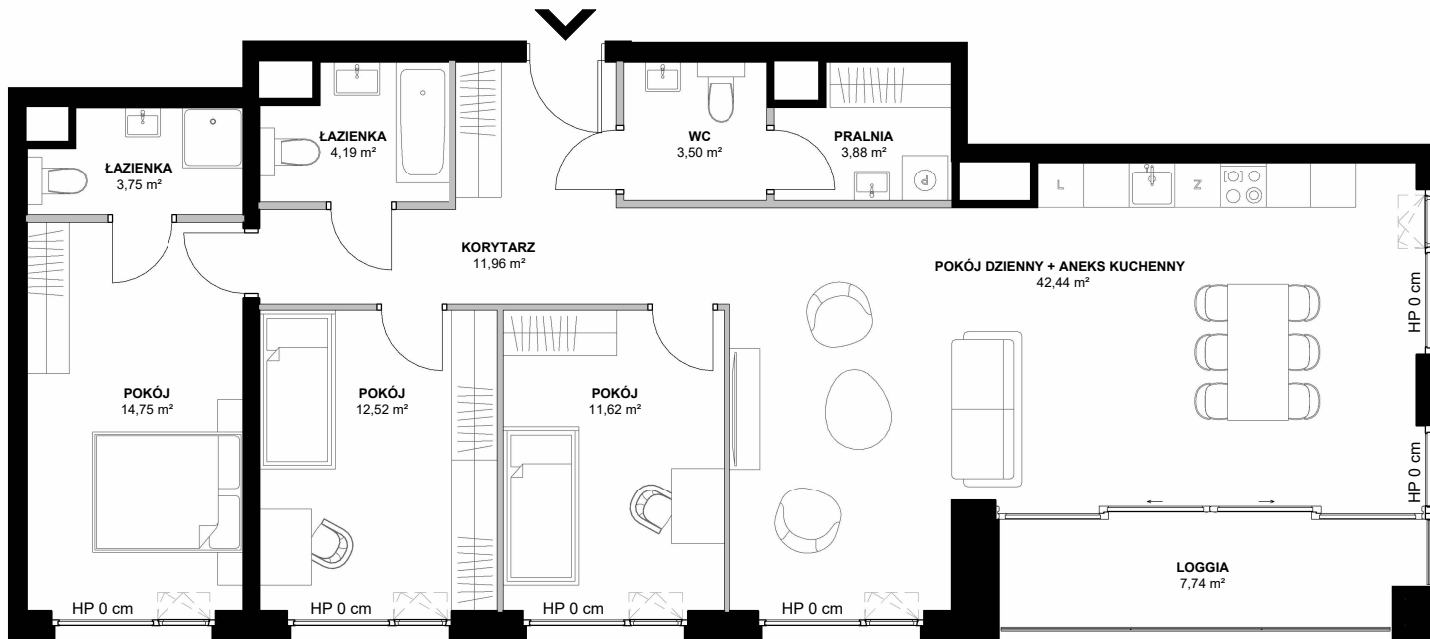 ŁAZIENKA
3,75 m²
ŁAZIENKA
4,19 m²
WC
3,50 m²
PRALNIA
3,88 m²
P
L
Z
KORYTARZ
11,96 m²
POKÓJ DZIENNY + ANEKS KUCHENNY
42,44 m²
HP 0 cm
POKÓJ
14,75 m²
POKÓJ
12,52 m²
POKÓJ
11,62 m²
HP 0 cm
LOGGIA
7,74 m²
HP 0 cm
HP 0 cm
HP 0 cm
HP 0 cm